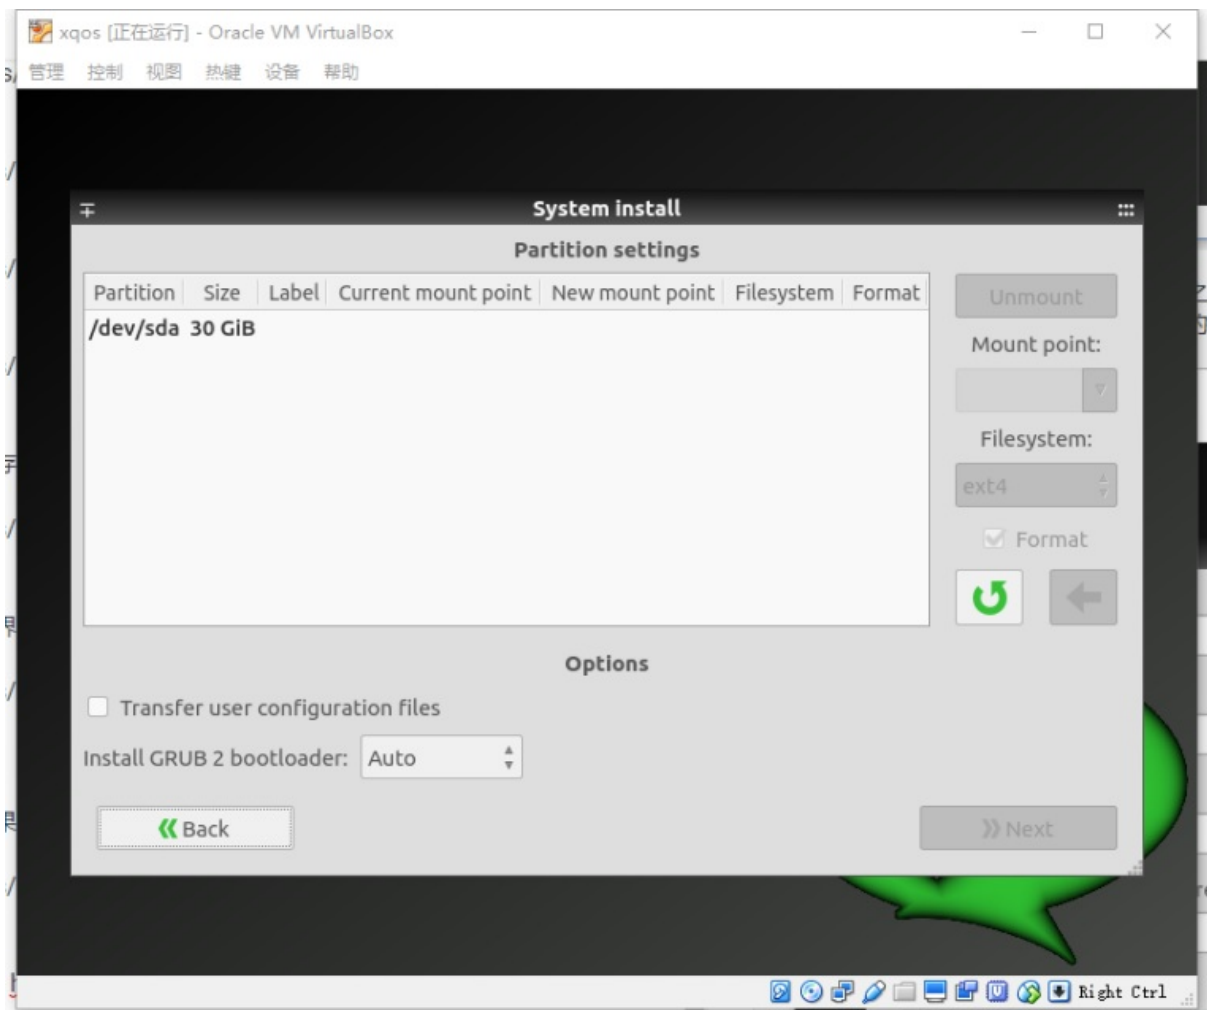 xqos [正在运行] - Oracle VM VirtualBox
管理 控制 视图 热键 设备 帮助
System install
Partition settings
Partition Size Label Current mount point New mount point Filesystem Format
/dev/sda 30 GiB
Unmount
Mount point:
Filesystem:
ext4
Format
Options
Transfer user configuration files
Install GRUB 2 bootloader: Auto
Back
Next
Right Ctrl